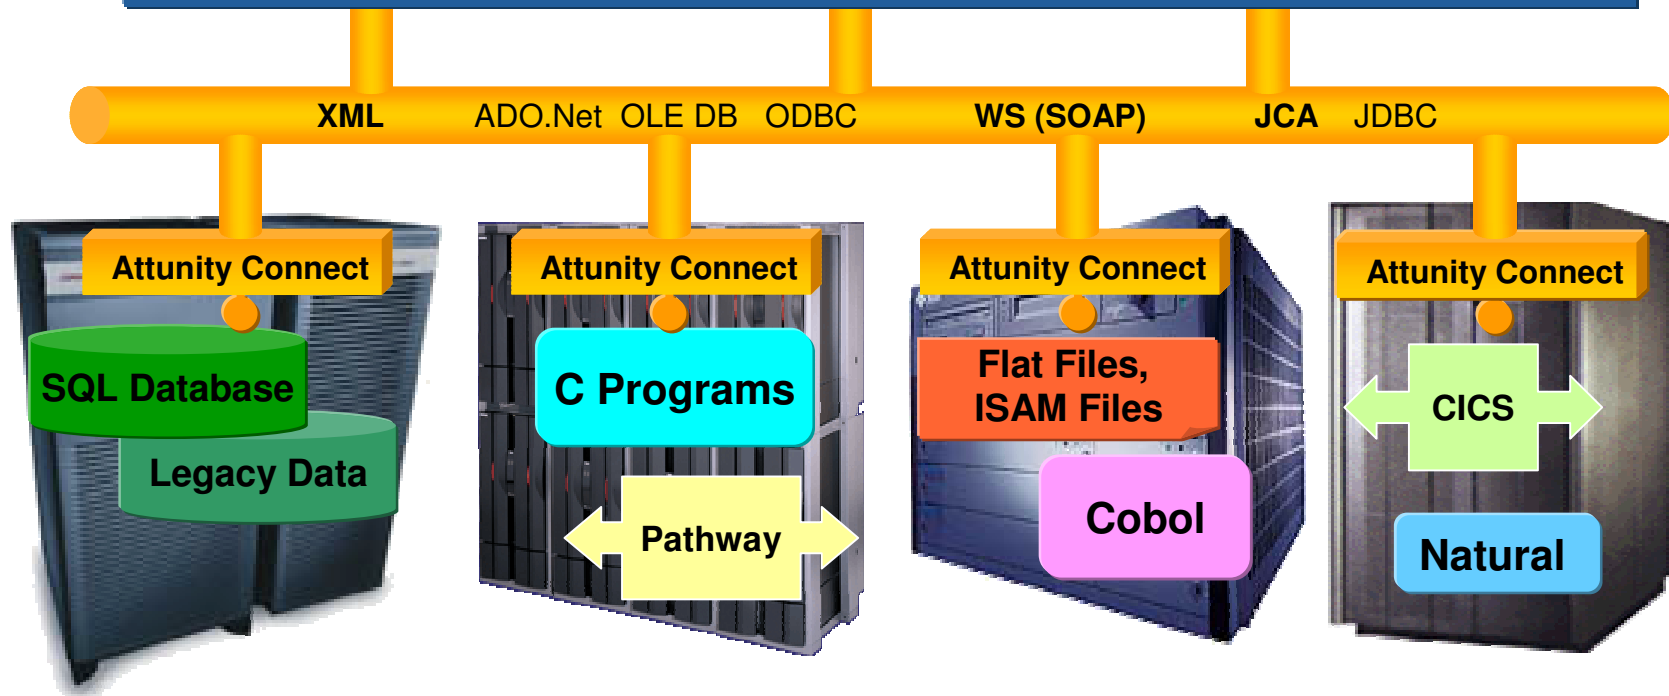 XML ADO.Net OLE DB ODBC WS (SOAP) JCA JDBC
Attunity Connect
SQL Database
Legacy Data
Attunity Connect
C Programs
Pathway
Attunity Connect
Flat Files,
ISAM Files
Cobol
Attunity Connect
CICS
Natural